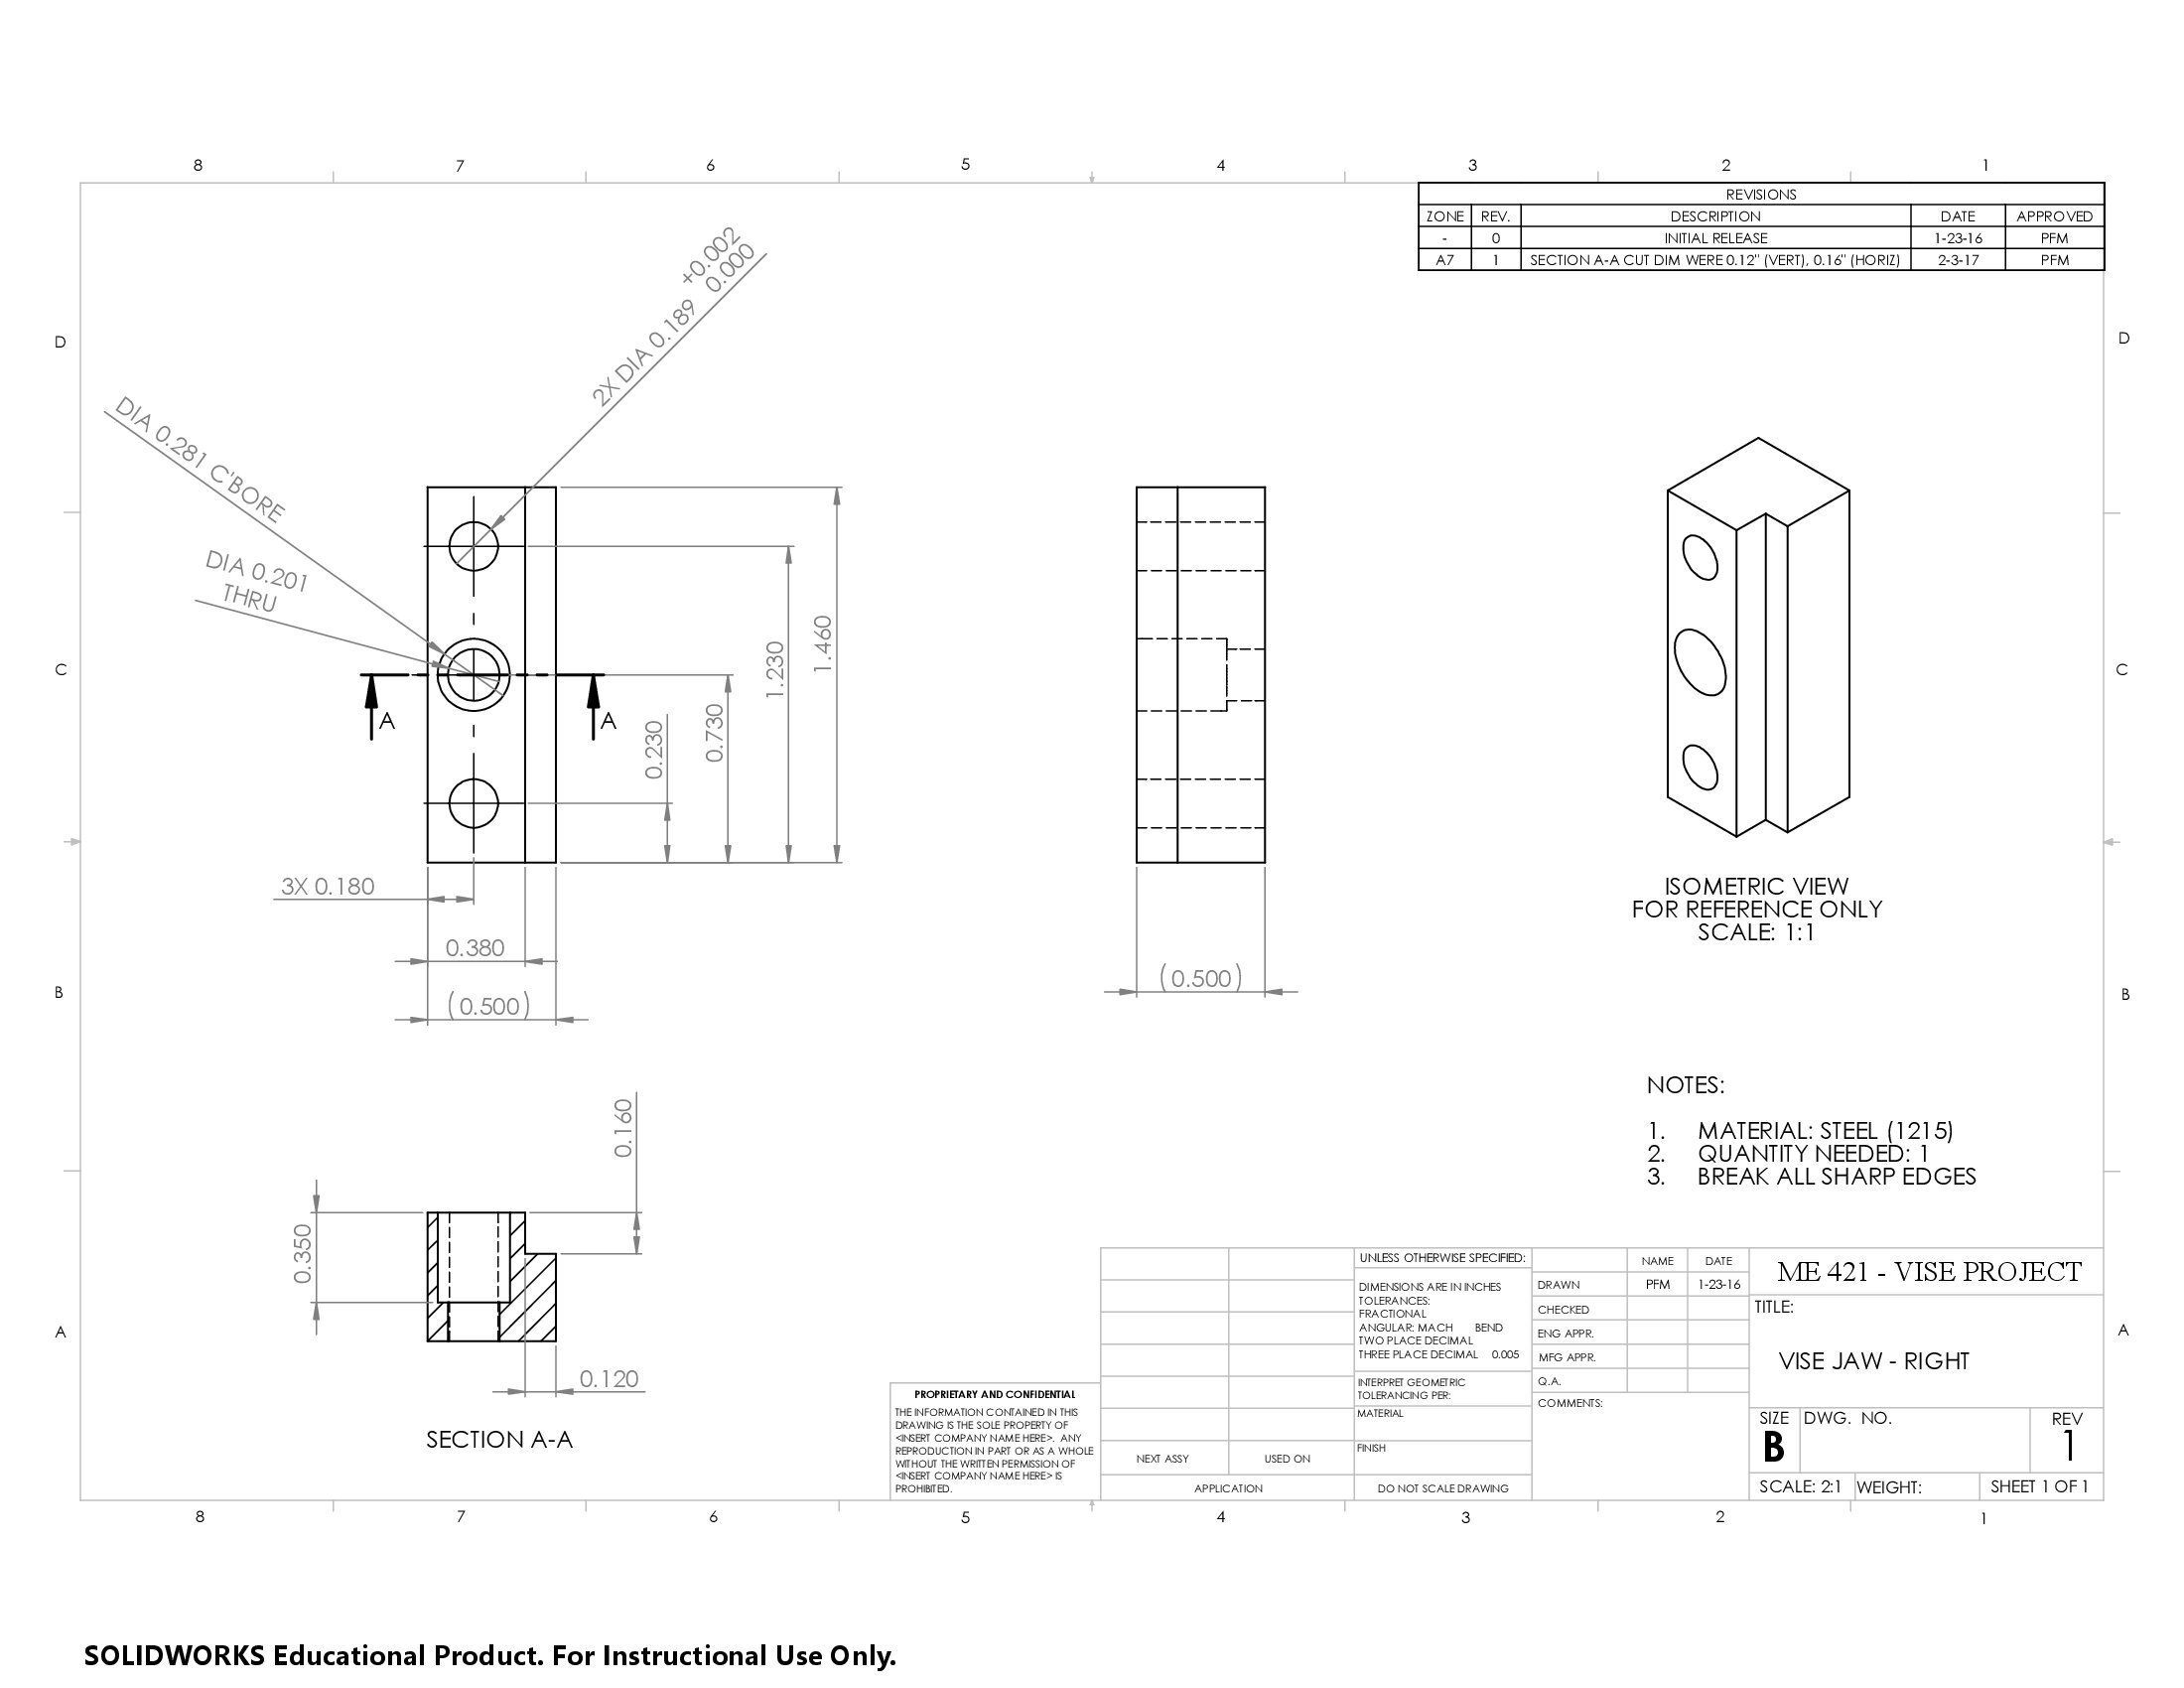 8 7 6 5 4 3 2 1
REVISIONS
ZONE REV. DESCRIPTION DATE APPROVED
- 0 INITIAL RELEASE 1-23-16 PFM
A7 1 SECTION A-A CUT DIM WERE 0.12" (VERT), 0.16" (HORIZ) 2-3-17 PFM
D
D
2X DIA 0.189 +0.002
0.000
DIA 0.281 C'BORE
DIA 0.201
THRU
C
C
A
A
0.230
0.730
1.230
1.460
3X 0.180
0.380
(0.500)
(0.500)
ISOMETRIC VIEW
FOR REFERENCE ONLY
SCALE: 1:1
B
B
NOTES:
1. MATERIAL: STEEL (1215)
2. QUANTITY NEEDED: 1
3. BREAK ALL SHARP EDGES
0.160
0.350
0.120
SECTION A-A
A
A
PROPRIETARY AND CONFIDENTIAL
THE INFORMATION CONTAINED IN THIS
DRAWING IS THE SOLE PROPERTY OF
<INSERT COMPANY NAME HERE>. ANY
REPRODUCTION IN PART OR AS A WHOLE
WITHOUT THE WRITTEN PERMISSION OF
<INSERT COMPANY NAME HERE> IS
PROHIBITED.
NEXT ASSY USED ON
APPLICATION
UNLESS OTHERWISE SPECIFIED:
DIMENSIONS ARE IN INCHES
TOLERANCES:
FRACTIONAL
ANGULAR: MACH BEND
TWO PLACE DECIMAL
THREE PLACE DECIMAL 0.005
INTERPRET GEOMETRIC
TOLERANCING PER:
MATERIAL
FINISH
DO NOT SCALE DRAWING
NAME DATE
DRAWN PFM 1-23-16
CHECKED
ENG APPR.
MFG APPR.
Q.A.
COMMENTS:
ME 421 - VISE PROJECT
TITLE:
VISE JAW - RIGHT
SIZE DWG. NO. REV
B 1
SCALE: 2:1 WEIGHT: SHEET 1 OF 1
8 7 6 5 4 3 2 1
SOLIDWORKS Educational Product. For Instructional Use Only.